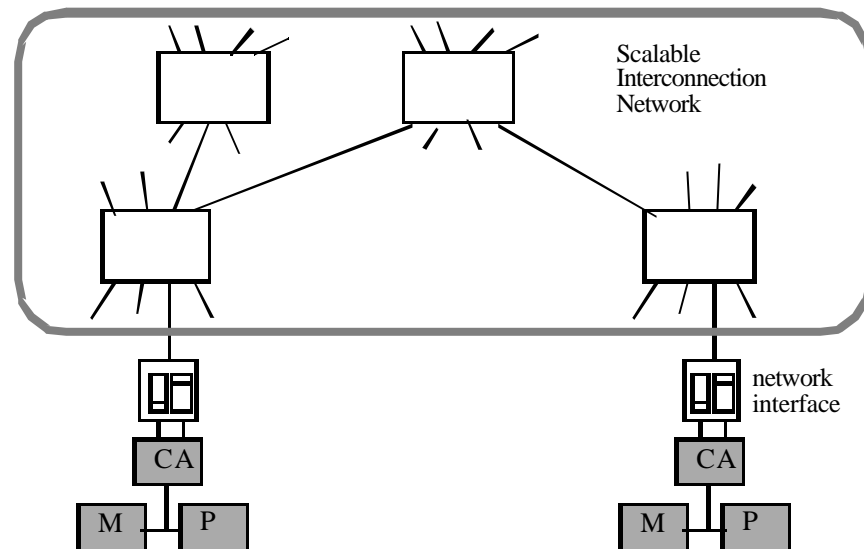 Scalable
Interconnection
Network
network
interface
CA
CA
M
P
M
P